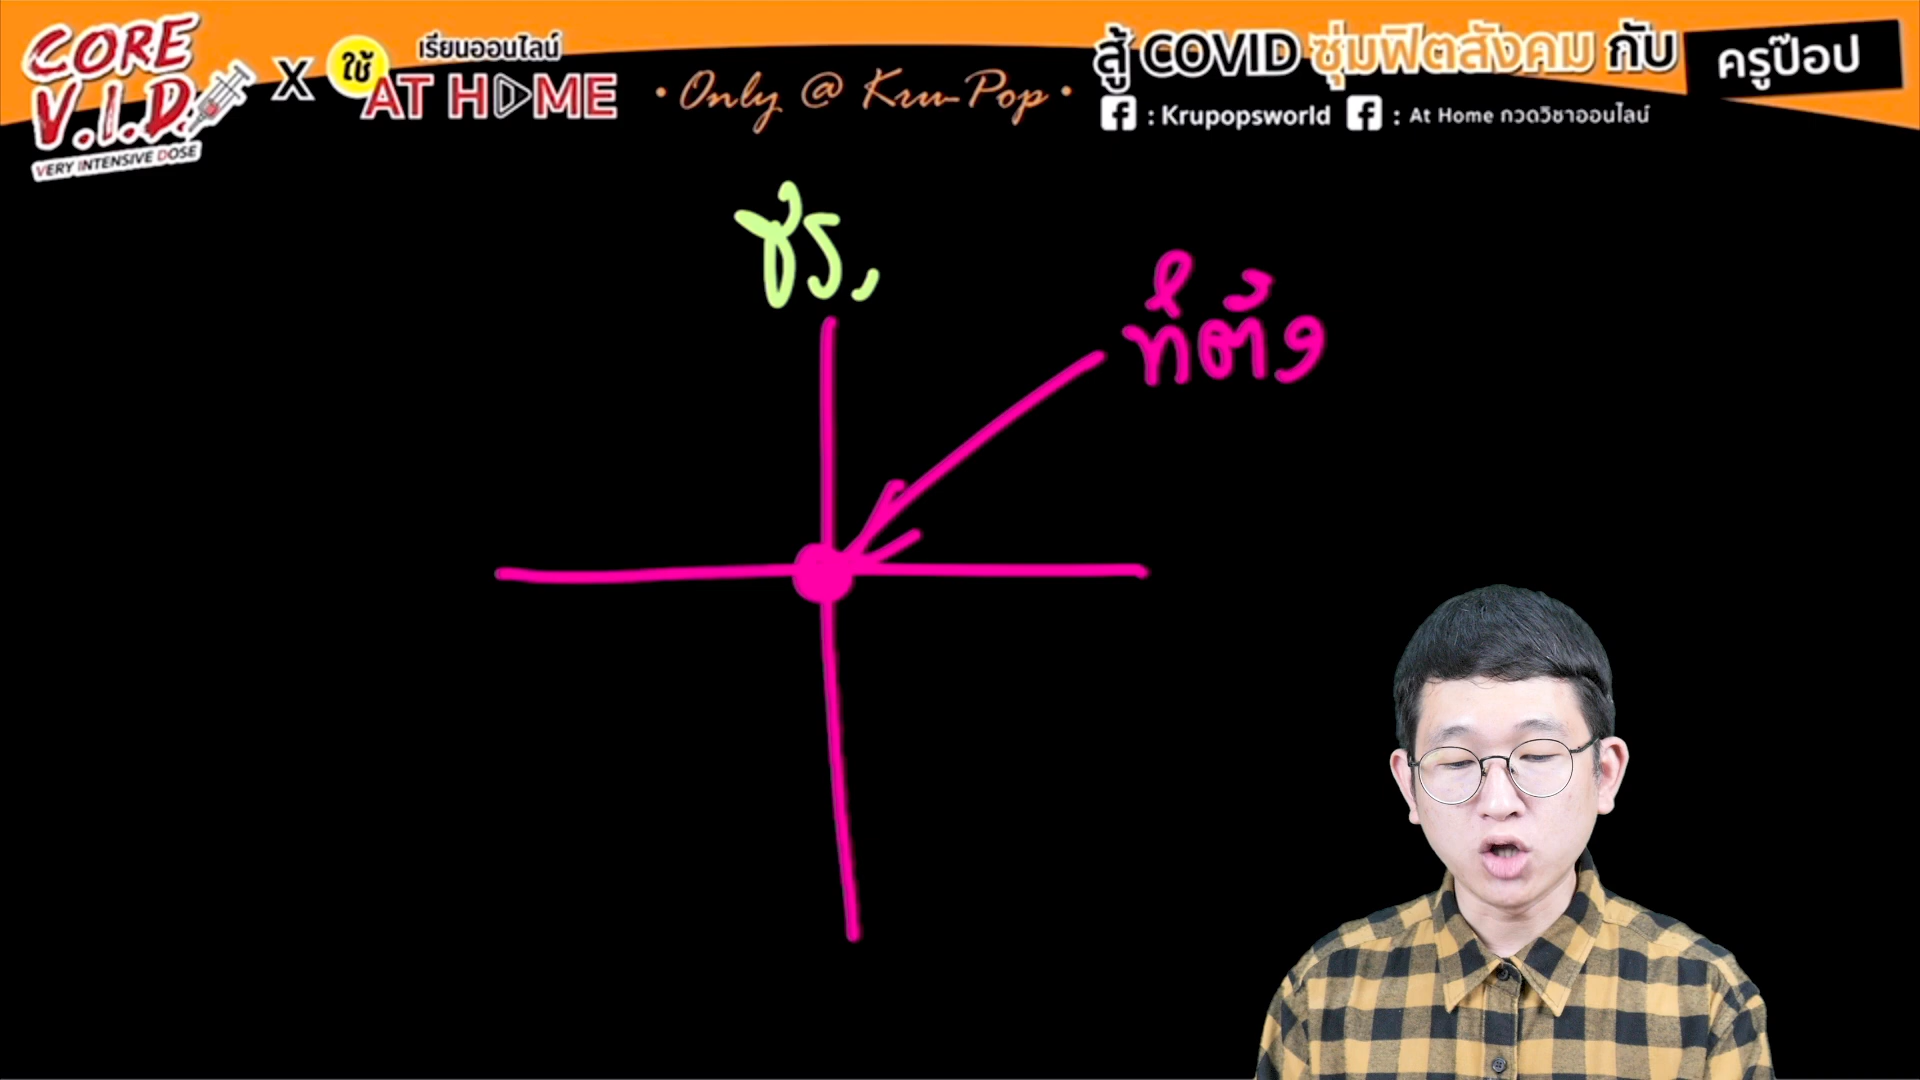 CORE
V.I.D.
VERY INTENSIVE DOSE
X
ใช้
เรียนออนไลน์
AT HOME
• Only @ Kru-Pop •
สู้ COVID ซุ่มฟิตสังคม กับ
ครูป๊อป
: Krupopsworld
: At Home กวดวิชาออนไลน์
ที่ตั้ง